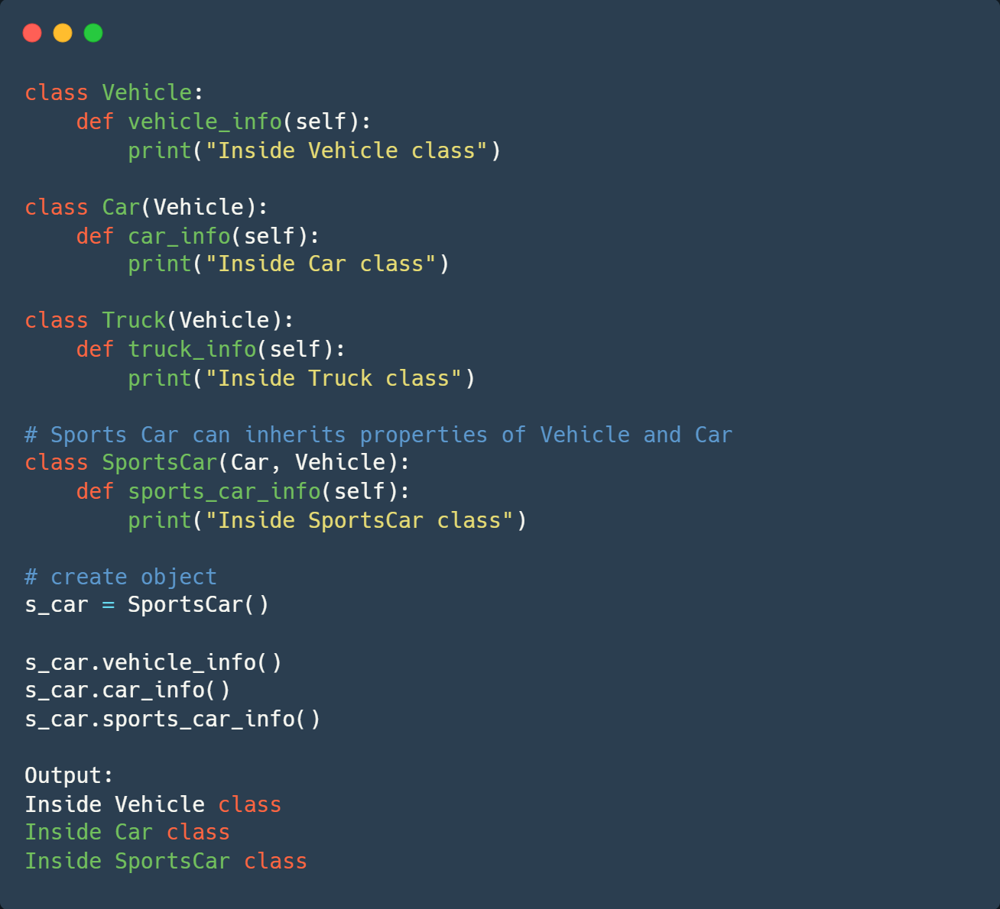 class Vehicle:
    def vehicle_info(self):
        print("Inside Vehicle class")

class Car(Vehicle):
    def car_info(self):
        print("Inside Car class")

class Truck(Vehicle):
    def truck_info(self):
        print("Inside Truck class")

# Sports Car can inherits properties of Vehicle and Car
class SportsCar(Car, Vehicle):
    def sports_car_info(self):
        print("Inside SportsCar class")

# create object
s_car = SportsCar()

s_car.vehicle_info()
s_car.car_info()
s_car.sports_car_info()

Output:
Inside Vehicle class
Inside Car class
Inside SportsCar class